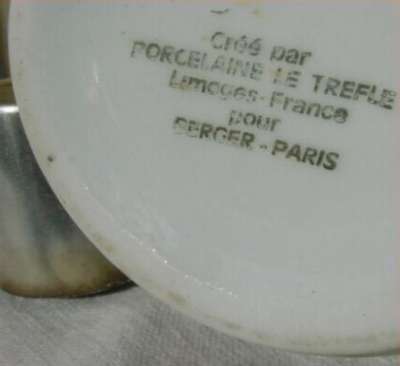 Créé par
PORCELAINE LE TREFLE
Limoges-France
pour
BERGER-PARIS